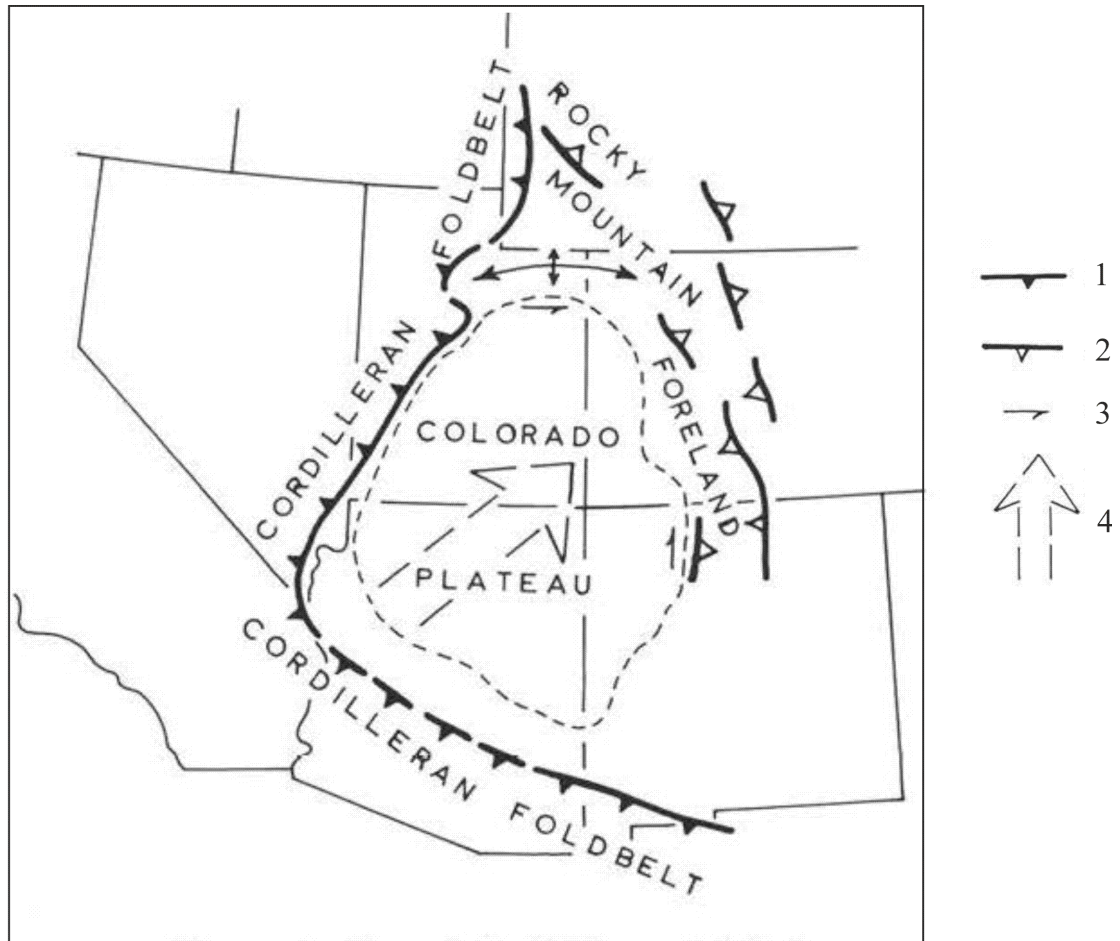 CORDILLERAN FOLDBELT
ROCKY
MOUNTAIN
FORELAND
COLORADO
PLATEAU
CORDILLERAN FOLDBELT
1
2
3
4